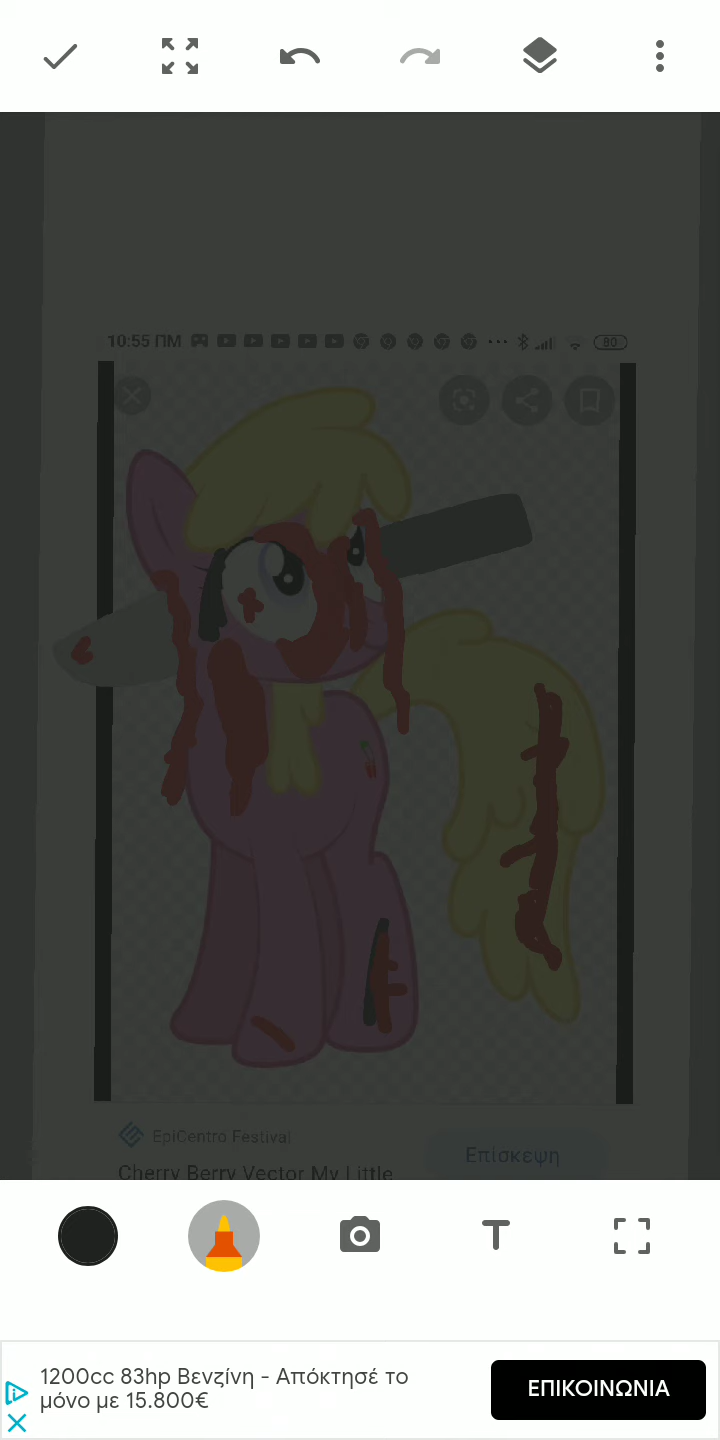 10:55 ПМ
80
EpiCentro Festival
Επίσκεψη
Cherry Berry Vector My Little
T
1200cc 83hp Βενζίνη - Απόκτησέ το
μόνο με 15.800€
ΕΠΙΚΟΙΝΩΝΙΑ